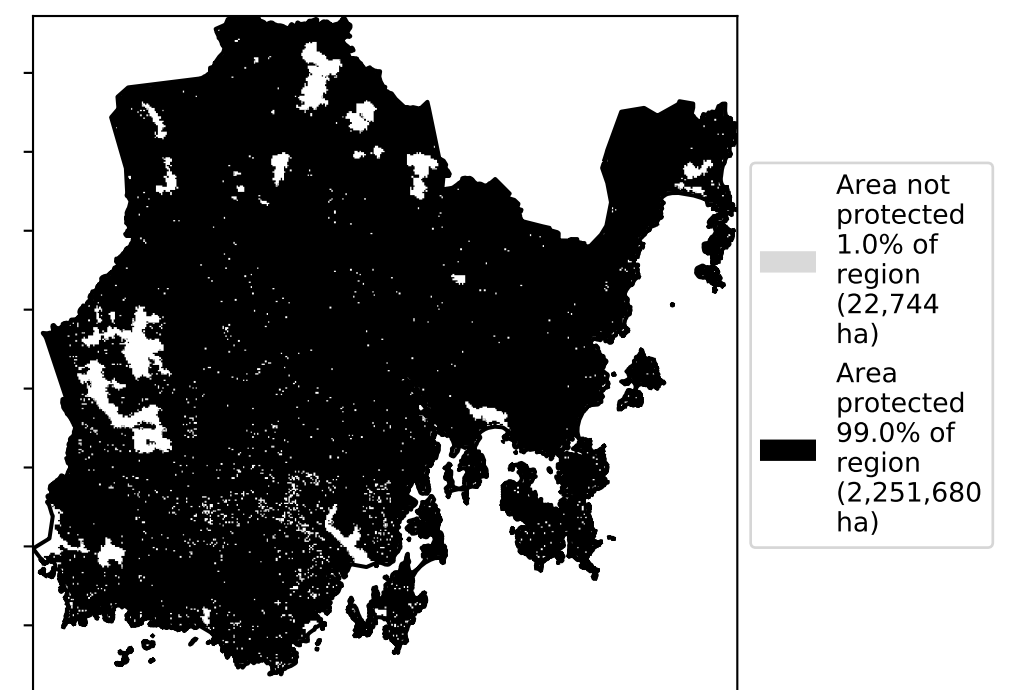 Area not
protected
1.0% of
region
(22,744
ha)
Area
protected
99.0% of
region
(2,251,680
ha)